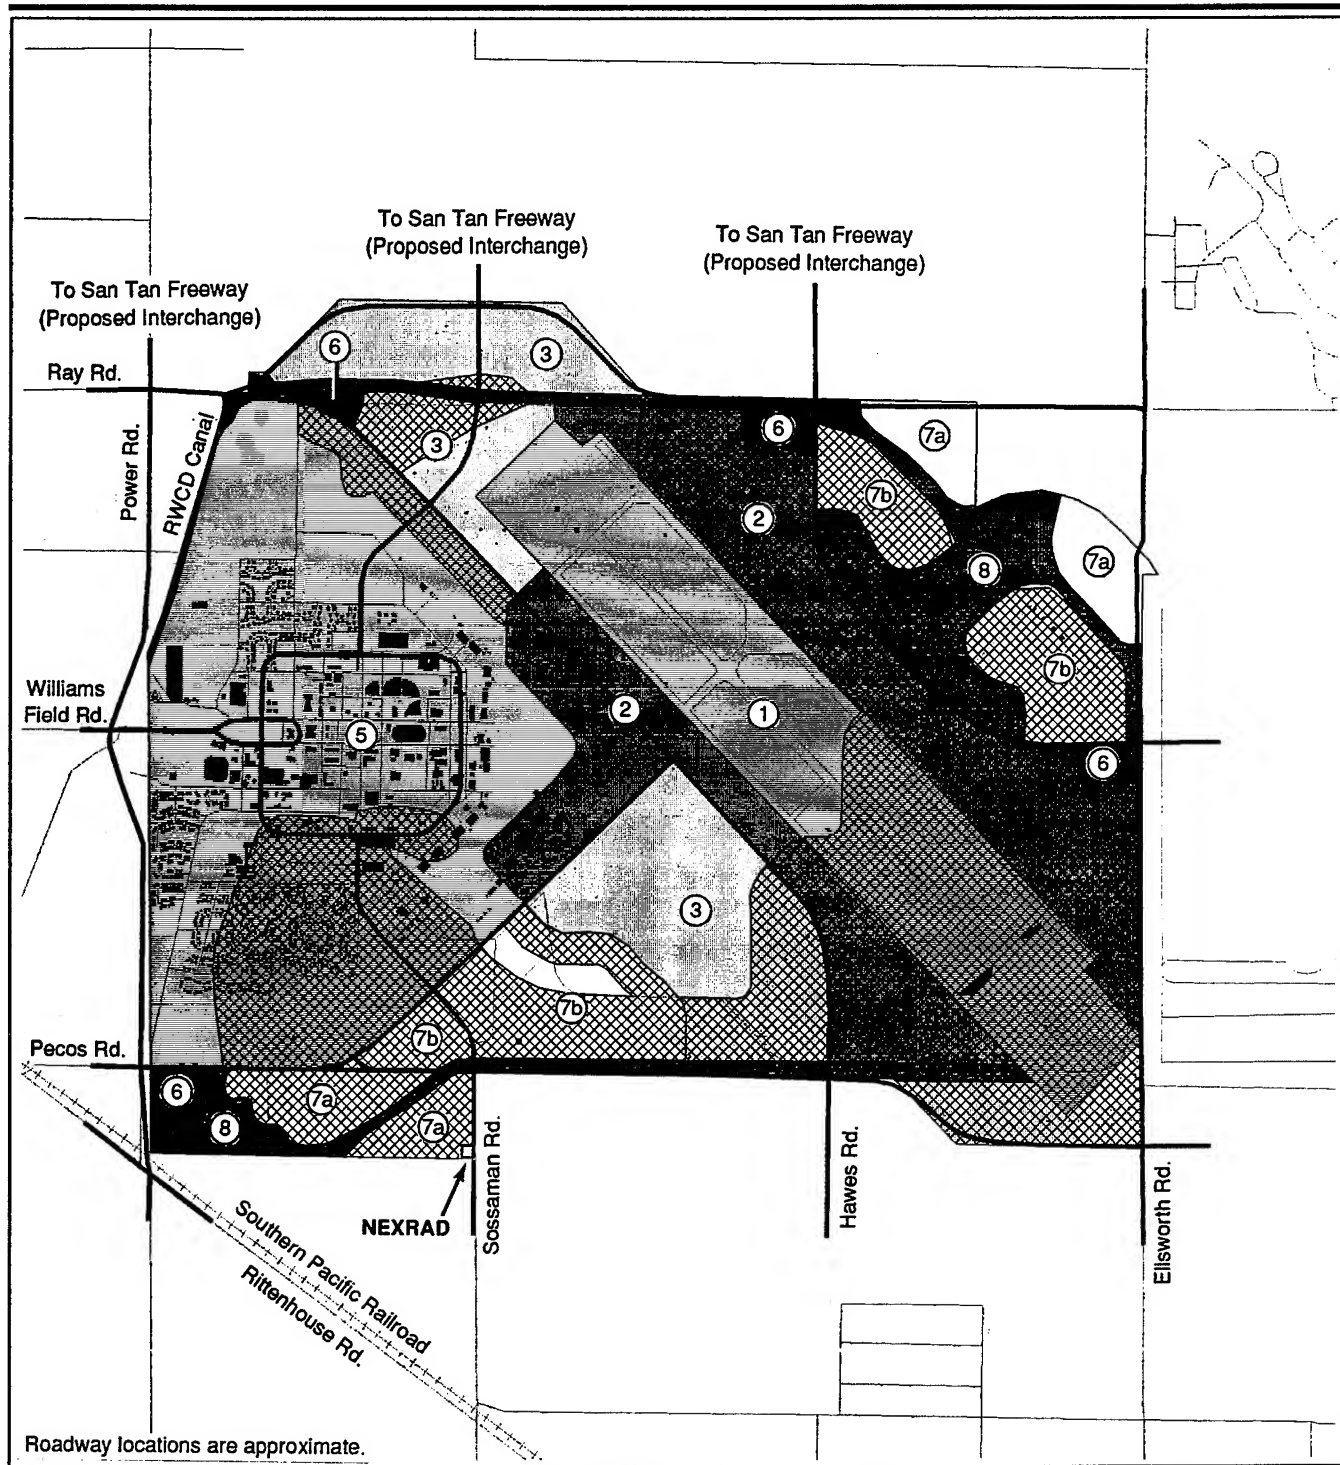 To San Tan Freeway
(Proposed Interchange)
To San Tan Freeway
(Proposed Interchange)
To San Tan Freeway
(Proposed Interchange)
Ray Rd.
Power Rd.
RWCD Canal
6
3
3
6
7a
7b
2
8
7a
7b
Williams
Field Rd.
5
2
1
6
3
7b
7b
Pecos Rd.
6
8
7a
7a
NEXRAD
Sossaman Rd.
Hawes Rd.
Ellsworth Rd.
Southern Pacific Railroad
Rittenhouse Rd.
Roadway locations are approximate.